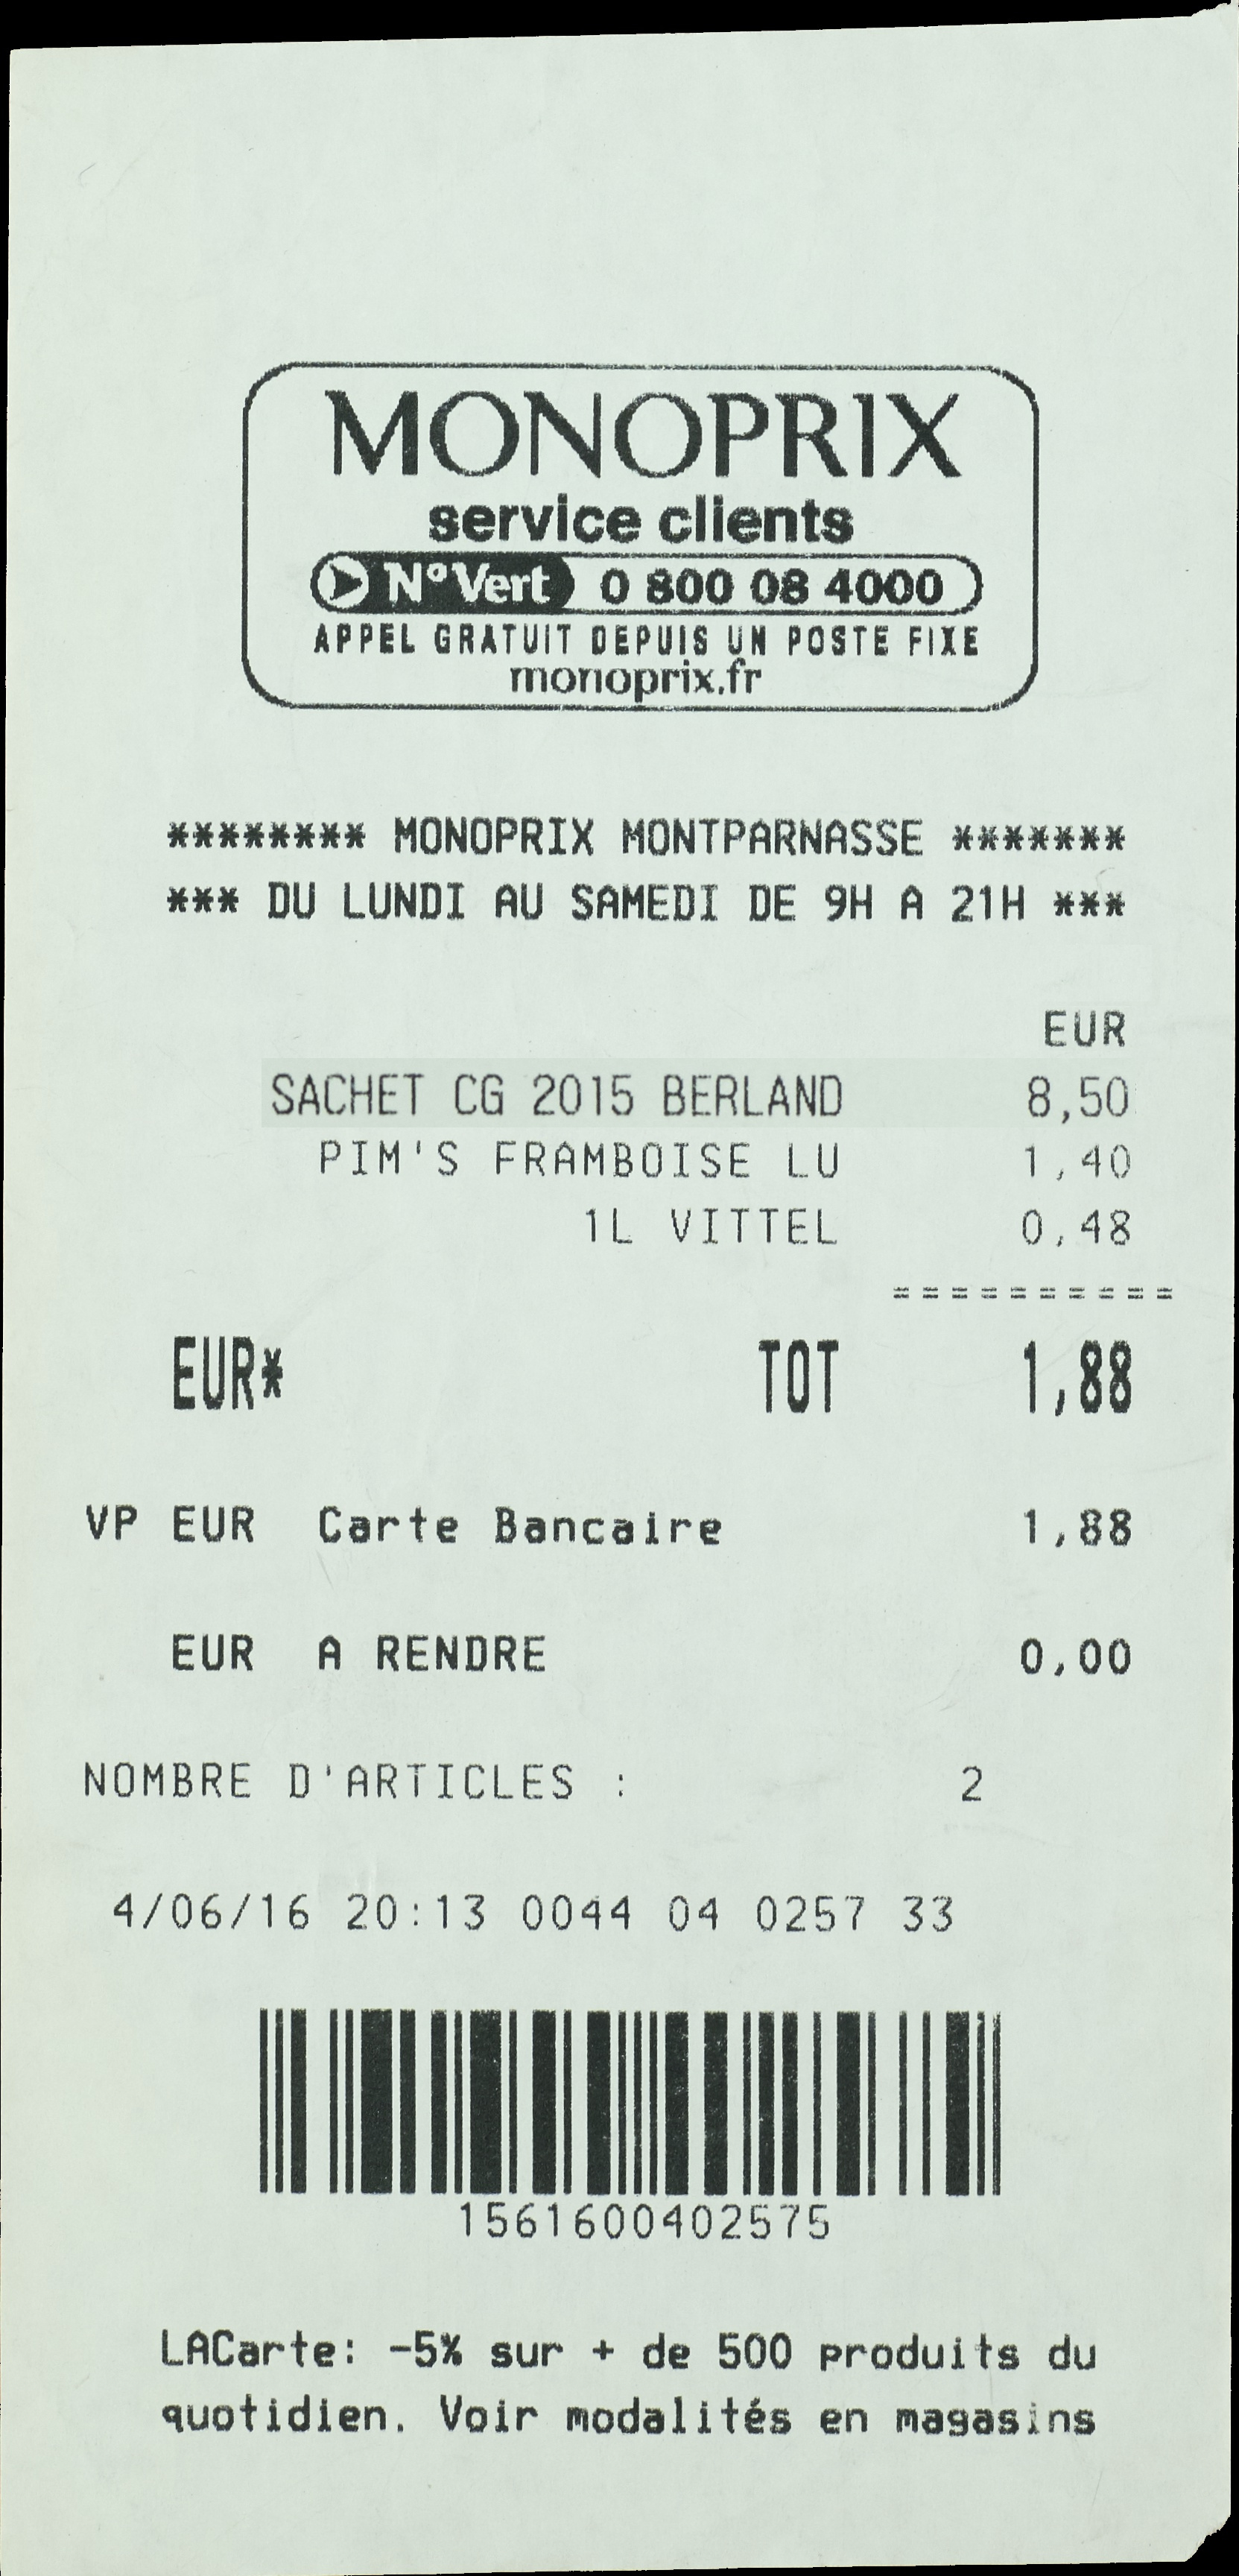 MONOPRIX
service clients
N°Vert 0 800 08 4000
APPEL GRATUIT DEPUIS UN POSTE FIXE
monoprix.fr
******** MONOPRIX MONTPARNASSE *******
*** DU LUNDI AU SAMEDI DE 9H A 21H ***
EUR
SACHET CG 2015 BERLAND 8,50
PIM'S FRAMBOISE LU 1,40
1L VITTEL 0,48
==========
EUR* TOT 1,88
VP EUR Carte Bancaire 1,88
EUR A RENDRE 0,00
NOMBRE D'ARTICLES : 2
4/06/16 20:13 0044 04 0257 33
1561600402575
LACarte: -5% sur + de 500 produits du
quotidien. Voir modalités en magasins